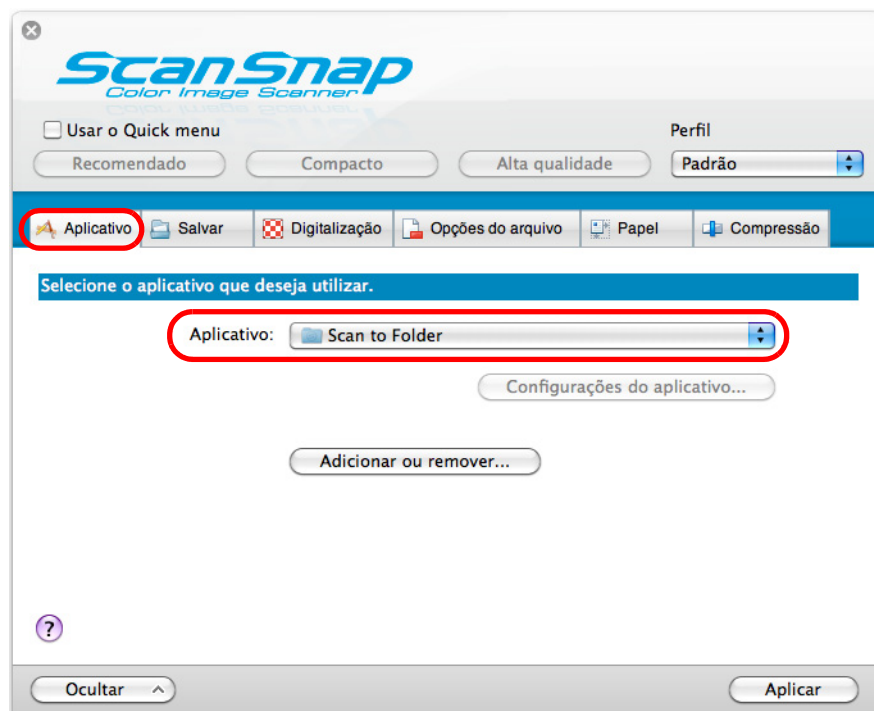 ScanSnap
Color Image Scanner
Usar o Quick menu
Perfil
Recomendado Compacto Alta qualidade Padrão
Aplicativo Salvar Digitalização Opções do arquivo Papel Compressão
Selecione o aplicativo que deseja utilizar.
Aplicativo: Scan to Folder
Configurações do aplicativo...
Adicionar ou remover...
?
Ocultar Aplicar